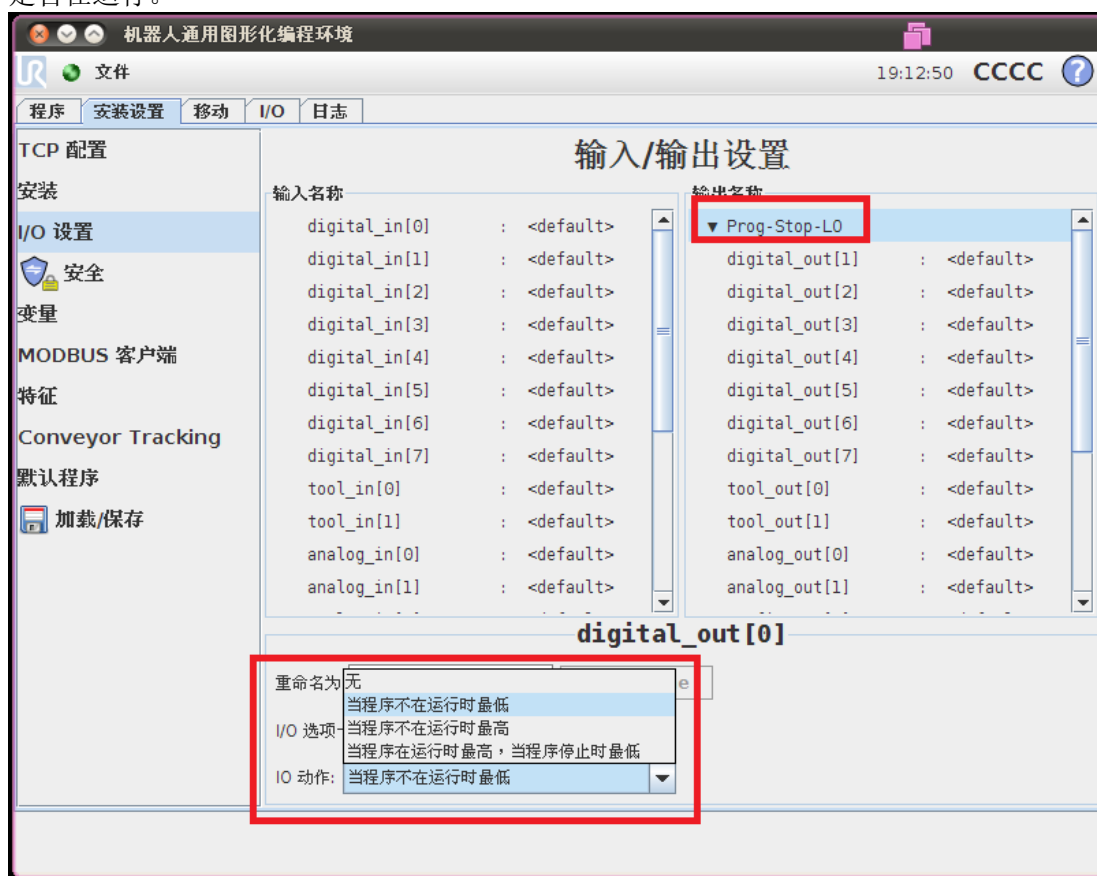 是否在运行。
机器人通用图形化编程环境
文件
19:12:50 CCCC ?
程序 安装设置 移动 I/O 日志
TCP 配置
安装
I/O 设置
安全
变量
MODBUS 客户端
特征
Conveyor Tracking
默认程序
加载/保存
输入/输出设置
输入名称
digital_in[0] : <default>
digital_in[1] : <default>
digital_in[2] : <default>
digital_in[3] : <default>
digital_in[4] : <default>
digital_in[5] : <default>
digital_in[6] : <default>
digital_in[7] : <default>
tool_in[0] : <default>
tool_in[1] : <default>
analog_in[0] : <default>
analog_in[1] : <default>
输出名称
▼ Prog-Stop-LO
digital_out[1] : <default>
digital_out[2] : <default>
digital_out[3] : <default>
digital_out[4] : <default>
digital_out[5] : <default>
digital_out[6] : <default>
digital_out[7] : <default>
tool_out[0] : <default>
tool_out[1] : <default>
analog_out[0] : <default>
analog_out[1] : <default>
digital_out[0]
重命名为
无
当程序不在运行时最低
I/O 选项
当程序不在运行时最高
当程序在运行时最高，当程序停止时最低
IO 动作: 当程序不在运行时最低